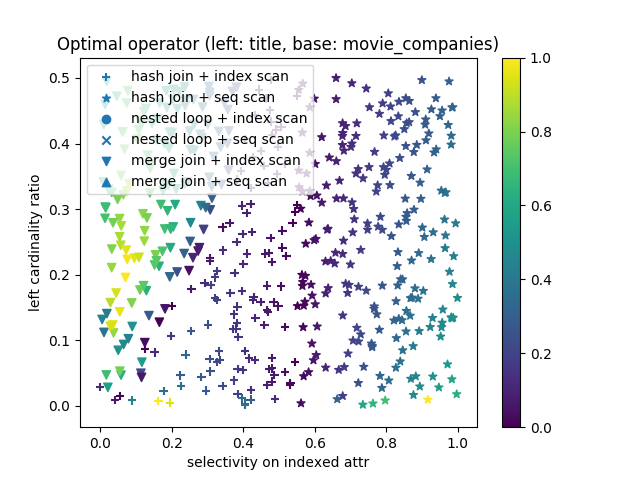 Optimal operator (left: title, base: movie_companies)
hash join + index scan
hash join + seq scan
nested loop + index scan
nested loop + seq scan
merge join + index scan
merge join + seq scan
left cardinality ratio
0.5
0.4
0.3
0.2
0.1
0.0
0.0 0.2 0.4 0.6 0.8 1.0
selectivity on indexed attr
1.0
0.8
0.6
0.4
0.2
0.0